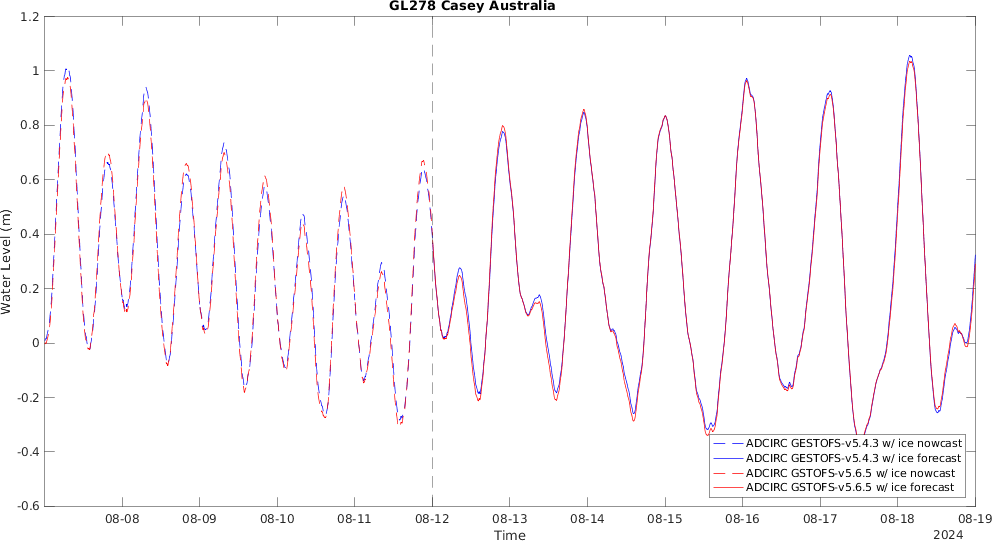 GL278 Casey Australia
1.2
1
0.8
0.6
0.4
0.2
0
-0.2
-0.4
-0.6
Water Level (m)
ADCIRC GESTOFS-v5.4.3 w/ ice nowcast
ADCIRC GESTOFS-v5.4.3 w/ ice forecast
ADCIRC GSTOFS-v5.6.5 w/ ice nowcast
ADCIRC GSTOFS-v5.6.5 w/ ice forecast
08-08 08-09 08-10 08-11 08-12 08-13 08-14 08-15 08-16 08-17 08-18 08-19
Time
2024